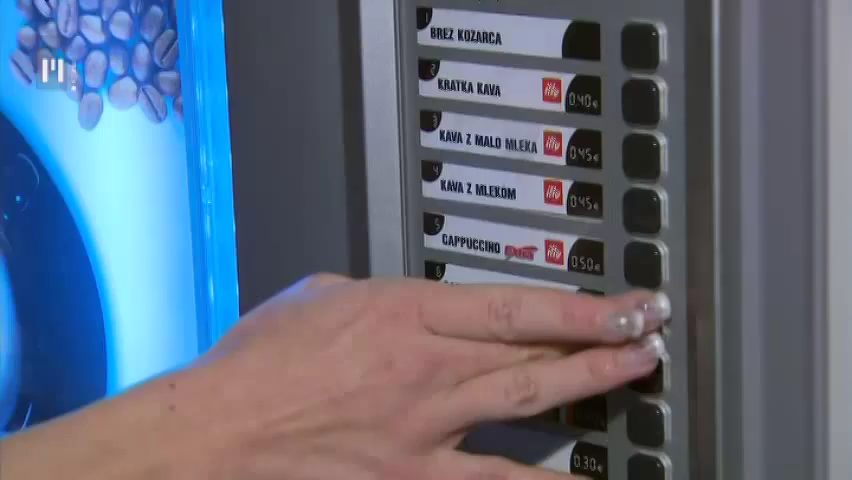 1
BREZ KOZARCA
2
KRATKA KAVA illy 0.40€
3
KAVA Z MALO MLEKA illy 0.45€
4
KAVA Z MLEKOM illy 0.45€
5
CAPPUCCINO illy 0.50€
6
0.30€